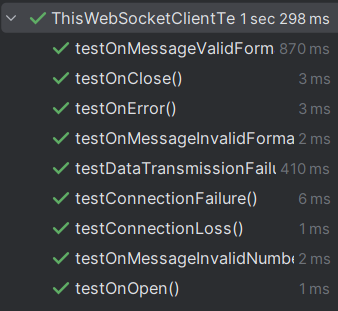 ThisWebSocketClientTe 1 sec 298 ms
testOnMessageValidForm 870 ms
testOnClose() 3 ms
testOnError() 3 ms
testOnMessageInvalidForma 2 ms
testDataTransmissionFailu 410 ms
testConnectionFailure() 6 ms
testConnectionLoss() 1 ms
testOnMessageInvalidNumbe 2 ms
testOnOpen() 1 ms